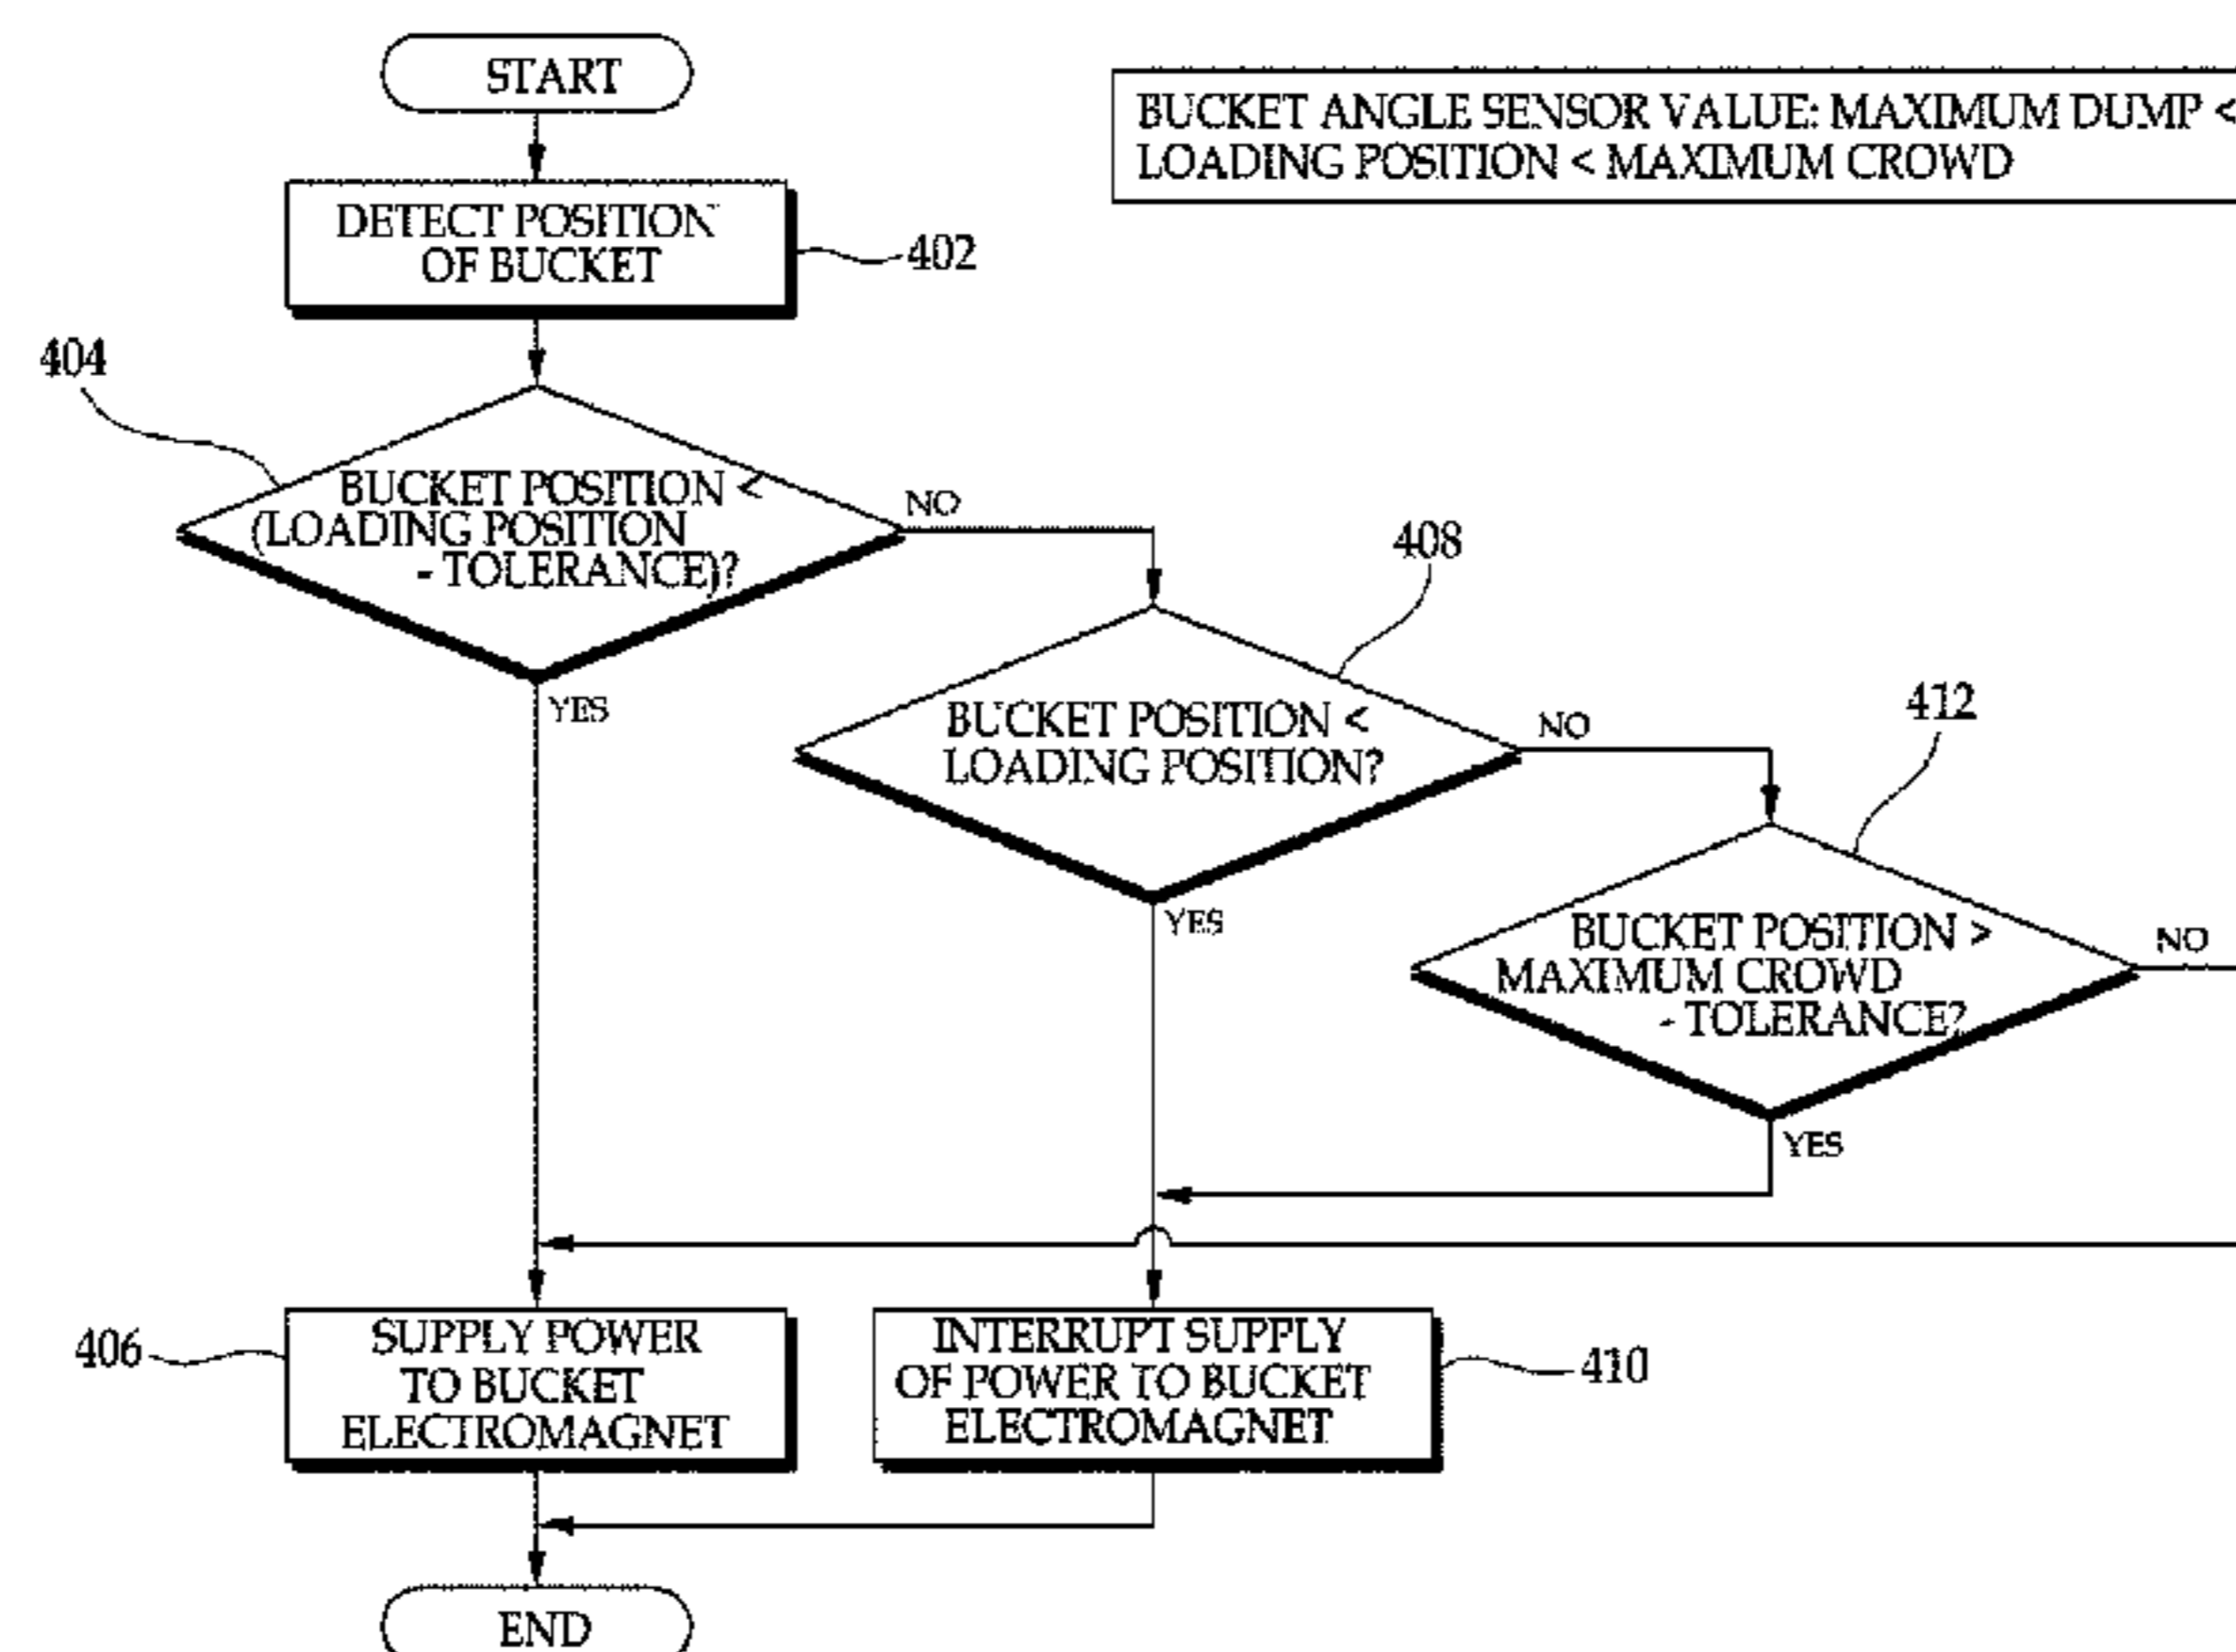 START
BUCKET ANGLE SENSOR VALUE: MAXIMUM DUMP <
LOADING POSITION < MAXIMUM CROWD
DETECT POSITION
OF BUCKET
402
404
BUCKET POSITION <
(LOADING POSITION
- TOLERANCE)?
NO
YES
408
BUCKET POSITION <
LOADING POSITION?
NO
YES
412
BUCKET POSITION >
MAXIMUM CROWD
- TOLERANCE?
NO
YES
406
SUPPLY POWER
TO BUCKET
ELECTROMAGNET
INTERRUPT SUPPLY
OF POWER TO BUCKET
ELECTROMAGNET
410
END